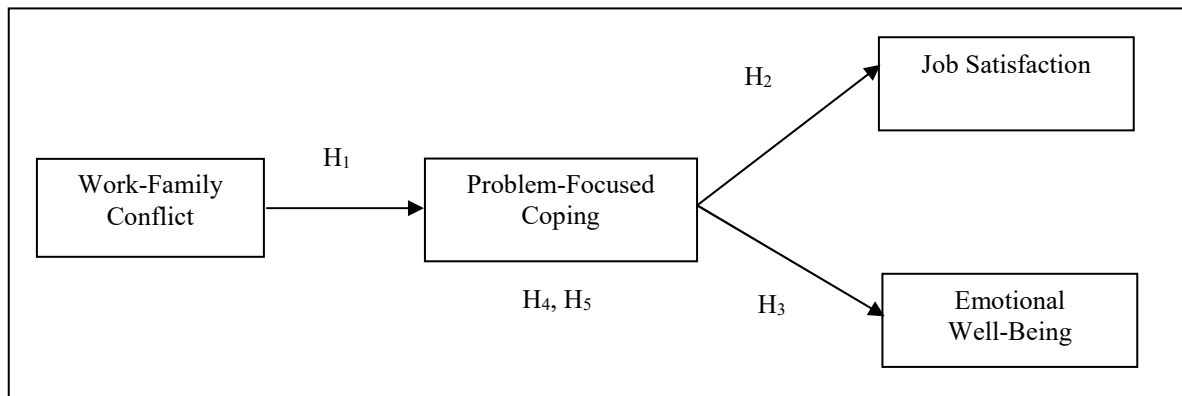 Job Satisfaction
H₂
H₁
Work-Family
Conflict
Problem-Focused
Coping
H₄, H₅
H₃
Emotional
Well-Being